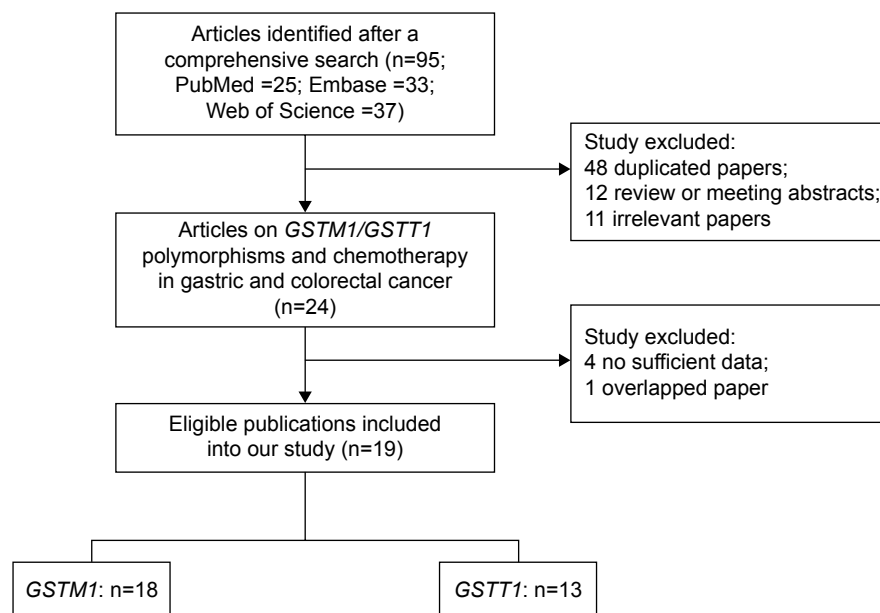 Articles identified after a
comprehensive search (n=95;
PubMed =25; Embase =33;
Web of Science =37)
Study excluded:
48 duplicated papers;
12 review or meeting abstracts;
11 irrelevant papers
Articles on GSTM1/GSTT1
polymorphisms and chemotherapy
in gastric and colorectal cancer
(n=24)
Study excluded:
4 no sufficient data;
1 overlapped paper
Eligible publications included
into our study (n=19)
GSTM1: n=18
GSTT1: n=13